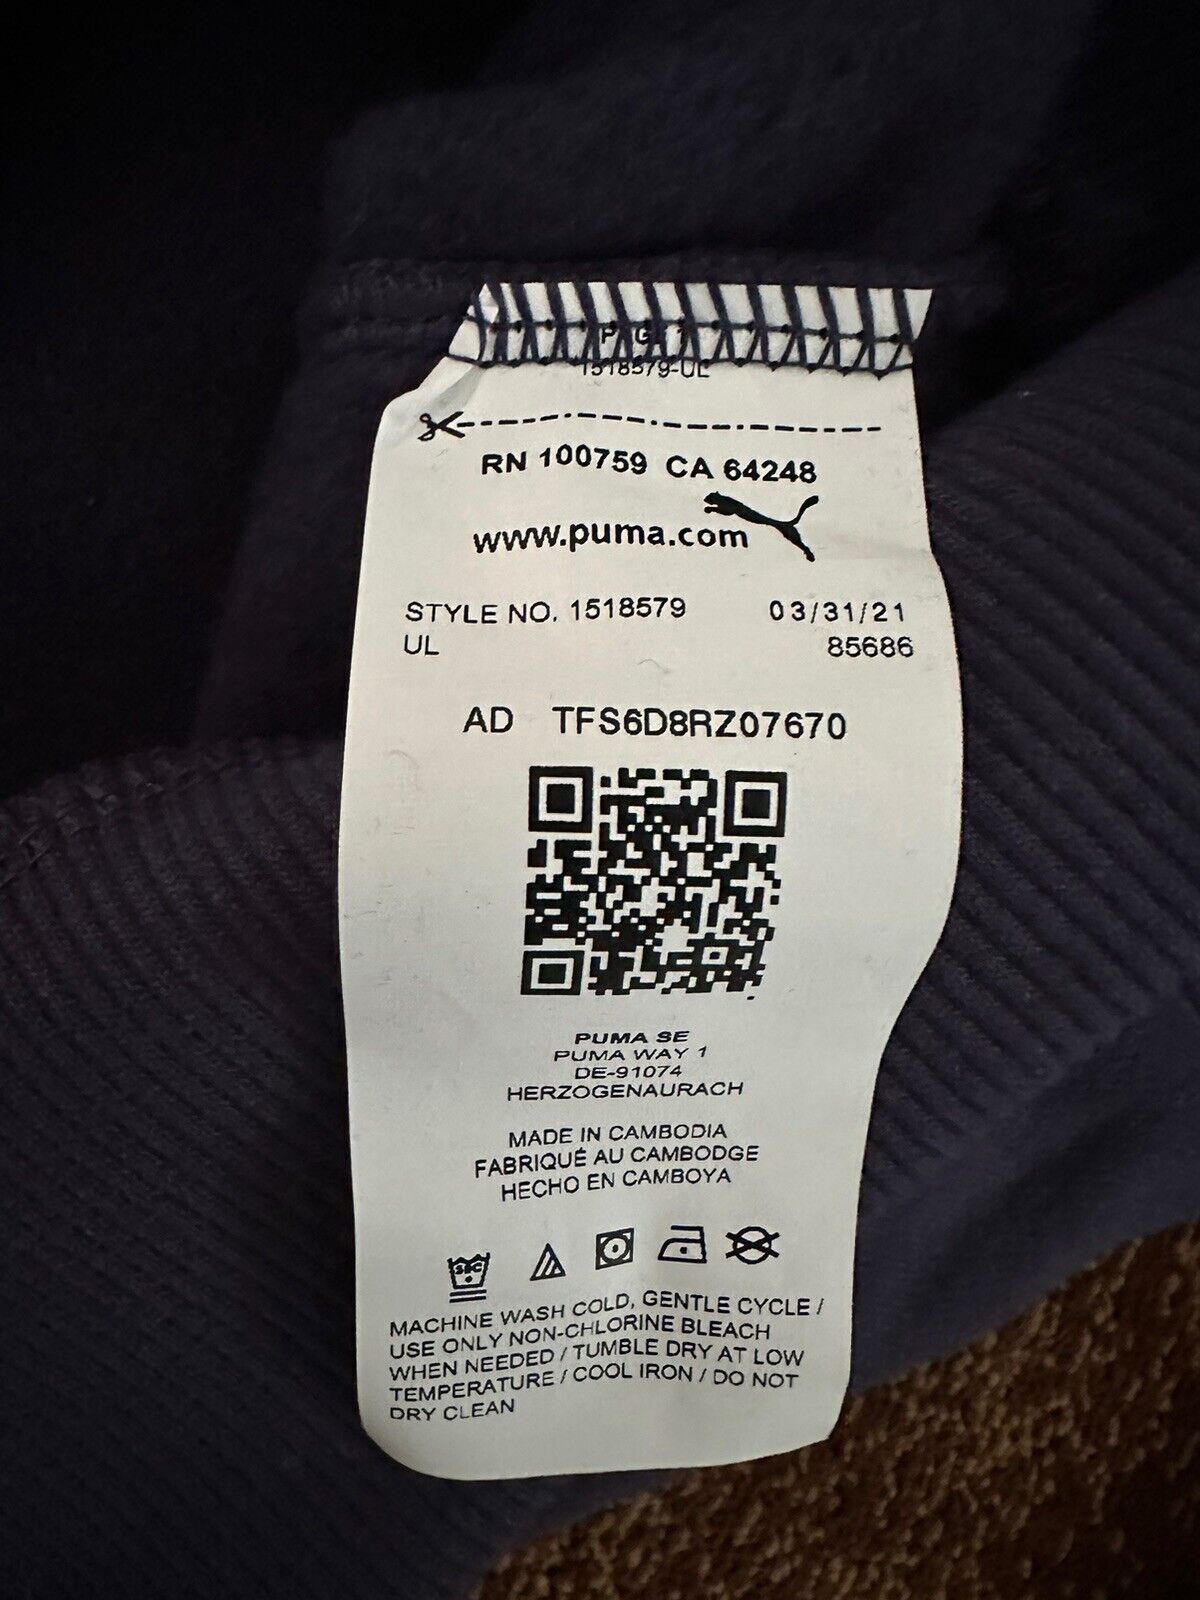 PAGE 1
1518579-UL
RN 100759 CA 64248
www.puma.com
STYLE NO. 1518579 03/31/21
UL 85686
AD TFS6D8RZ07670
PUMA SE
PUMA WAY 1
DE-91074
HERZOGENAURACH
MADE IN CAMBODIA
FABRIQUÉ AU CAMBODGE
HECHO EN CAMBOYA
MACHINE WASH COLD, GENTLE CYCLE /
USE ONLY NON-CHLORINE BLEACH
WHEN NEEDED / TUMBLE DRY AT LOW
TEMPERATURE / COOL IRON / DO NOT
DRY CLEAN